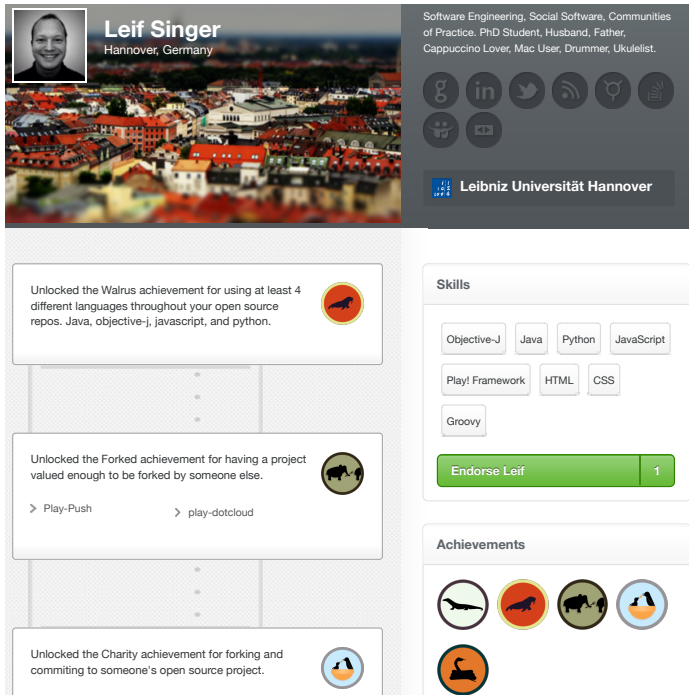 Leif Singer
Hannover, Germany
Software Engineering, Social Software, Communities
of Practice. PhD Student, Husband, Father,
Cappuccino Lover, Mac User, Drummer, Ukulelist.
g
in
Leibniz Universität Hannover
Unlocked the Walrus achievement for using at least 4
different languages throughout your open source
repos. Java, objective-j, javascript, and python.
Unlocked the Forked achievement for having a project
valued enough to be forked by someone else.
Play-Push
play-dotcloud
Unlocked the Charity achievement for forking and
commiting to someone's open source project.
Skills
Objective-J
Java
Python
JavaScript
Play! Framework
HTML
CSS
Groovy
Endorse Leif
1
Achievements